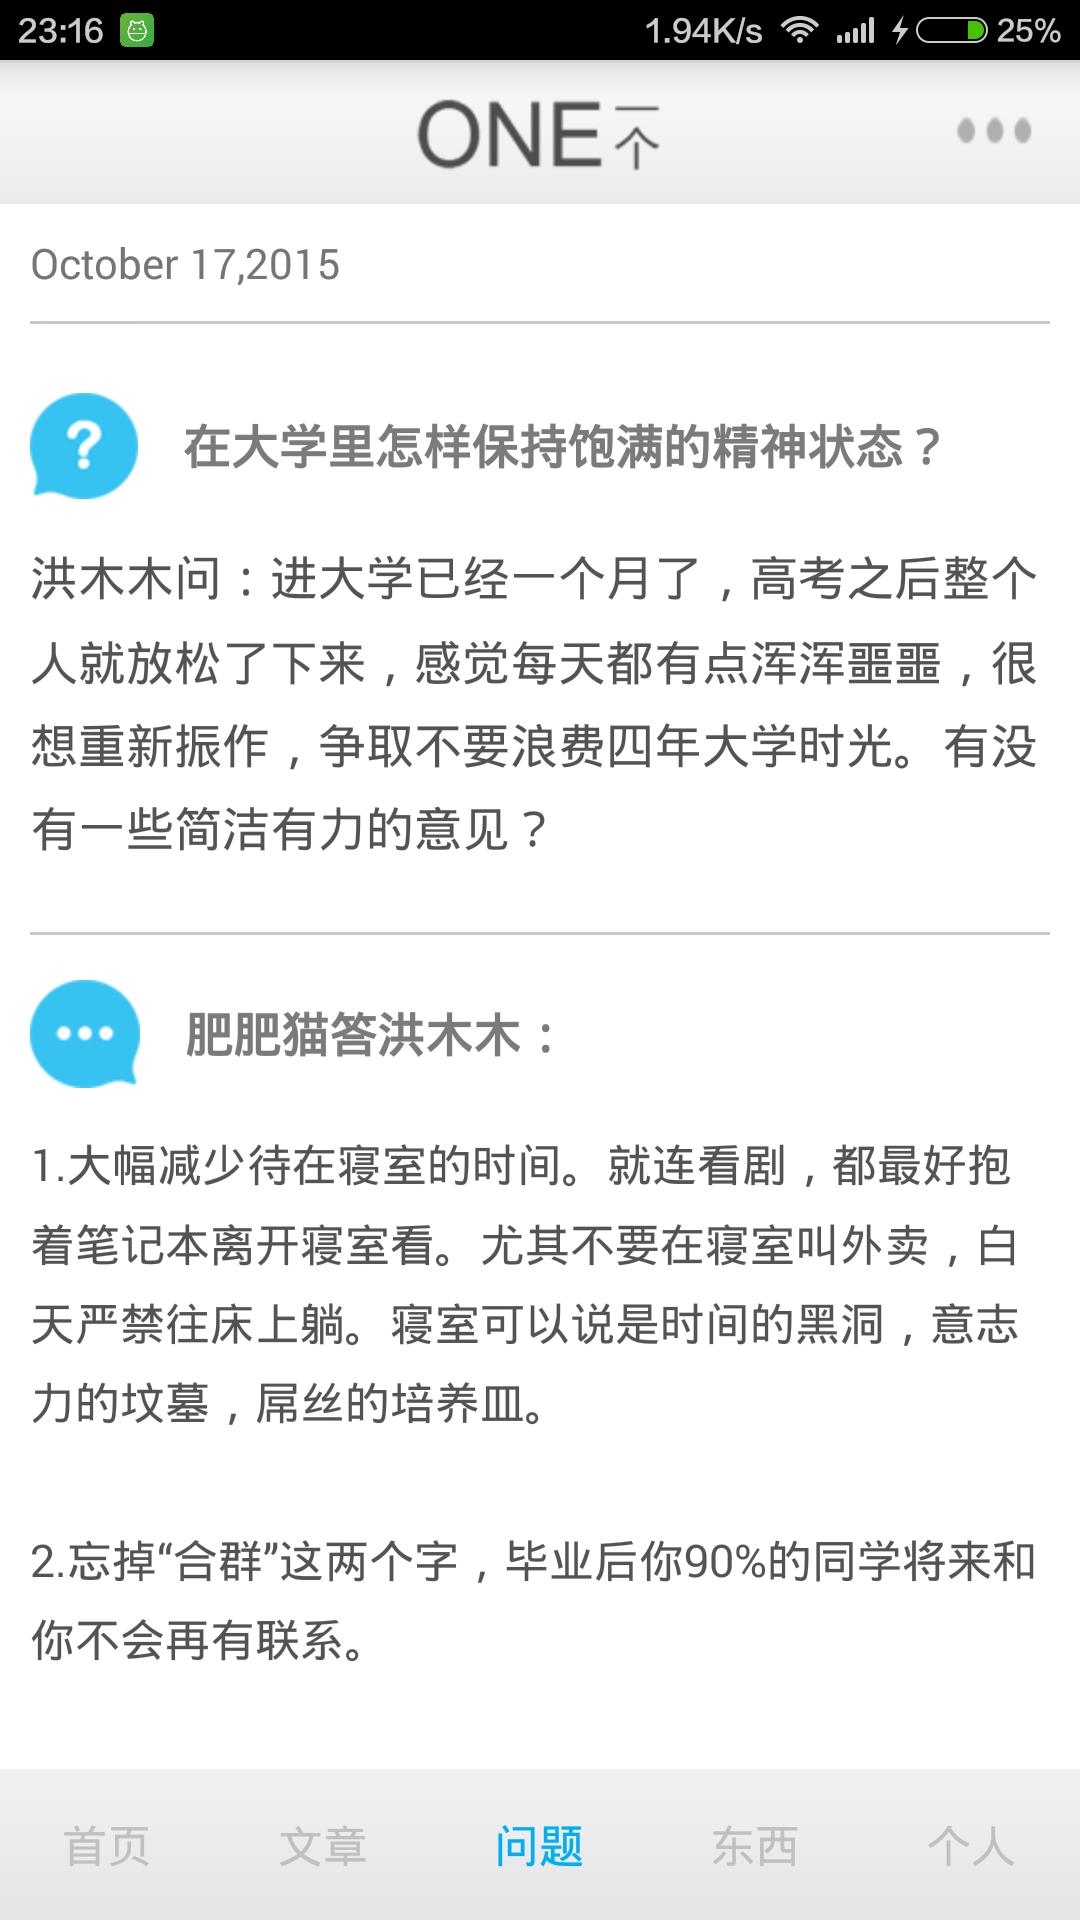 23:16 1.94K/s 25%
ONE一个
October 17,2015
在大学里怎样保持饱满的精神状态？
洪木木问：进大学已经一个月了，高考之后整个
人就放松了下来，感觉每天都有点浑浑噩噩，很
想重新振作，争取不要浪费四年大学时光。有没
有一些简洁有力的意见？
肥肥猫答洪木木：
1.大幅减少待在寝室的时间。就连看剧，都最好抱
着笔记本离开寝室看。尤其不要在寝室叫外卖，白
天严禁往床上躺。寝室可以说是时间的黑洞，意志
力的坟墓，屌丝的培养皿。
2.忘掉“合群”这两个字，毕业后你90%的同学将来和
你不会再有联系。
首页 文章 问题 东西 个人